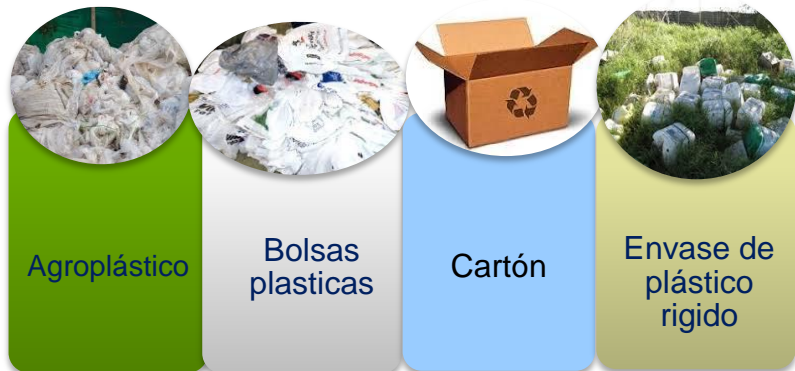 Agroplástico
Bolsas
plasticas
Cartón
Envase de
plástico
rigido